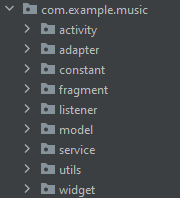 com.example.music
activity
adapter
constant
fragment
listener
model
service
utils
widget